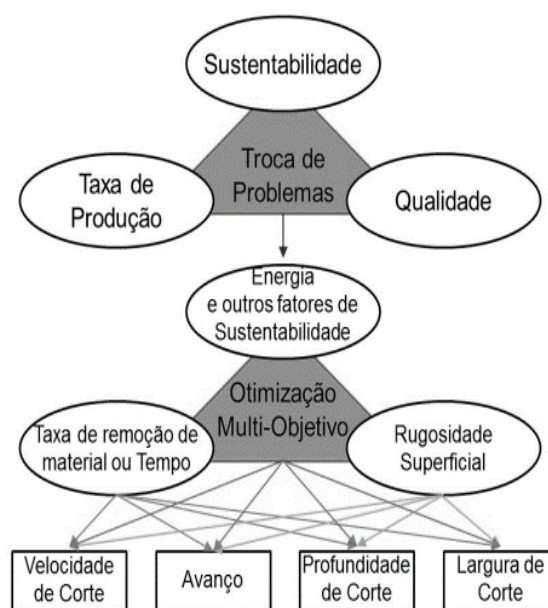 Sustentabilidade
Troca de
Problemas
Taxa de
Produção
Qualidade
Energia
e outros fatores de
Sustentabilidade
Otimização
Multi-Objetivo
Taxa de remoção de
material ou Tempo
Rugosidade
Superficial
Velocidade
de Corte
Avanço
Profundidade
de Corte
Largura de
Corte